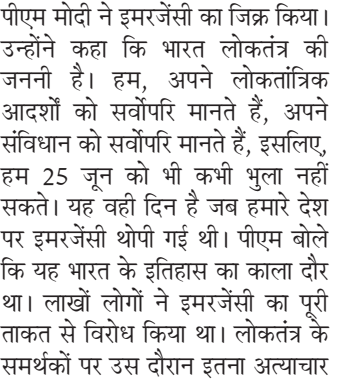 पीएम मोदी ने इमरजेंसी का जिक्र किया।
उन्होंने कहा कि भारत लोकतंत्र की
जननी है। हम, अपने लोकतांत्रिक
आदर्शों को सर्वोपरि मानते हैं, अपने
संविधान को सर्वोपरि मानते हैं, इसलिए,
हम 25 जून को भी कभी भुला नहीं
सकते। यह वही दिन है जब हमारे देश
पर इमरजेंसी थोपी गई थी। पीएम बोले
कि यह भारत के इतिहास का काला दौर
था। लाखों लोगों ने इमरजेंसी का पूरी
ताकत से विरोध किया था। लोकतंत्र के
समर्थकों पर उस दौरान इतना अत्याचार